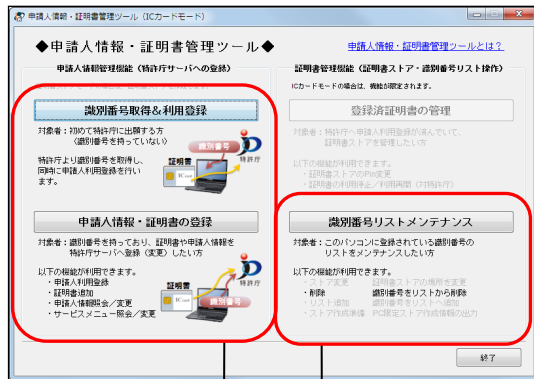 申請人情報・証明書管理ツール（ICカードモード）
◆申請人情報・証明書管理ツール◆
申請人情報・証明書管理ツールとは？
申請人情報管理機能（特許庁サーバへの登録）
識別番号取得＆利用登録
対象者：初めて特許庁に出願する方
（識別番号を持っていない）
特許庁より識別番号を取得し、
同時に申請人利用登録を行い
ます。
識別番号
証明書
特許庁
申請人情報・証明書の登録
対象者：識別番号を持っており、証明書や申請人情報を
特許庁サーバへ登録（変更）したい方
以下の機能が利用できます。
・申請人利用登録
・証明書追加
・申請人情報照会／変更
・サービスメニュー照会／変更
証明書
特許庁
識別番号
証明書管理機能（証明書ストア・識別番号リスト操作）
ICカードモードの場合は、機能が限定されます。
登録済証明書の管理
対象者：特許庁へ申請人利用登録が済んでいて、
証明書ストアを管理したい方
以下の機能が利用できます。
・証明書ストアのPin変更
・証明書の利用停止／利用再開（対特許庁）
識別番号リストメンテナンス
対象者：このパソコンに登録されている識別番号の
リストをメンテナンスしたい方
以下の機能が利用できます。
・ストア変更　証明書ストアの場所を変更
・削除　識別番号をリストから削除
・リスト追加　識別番号をリストへ追加
・ストア作成準備　PC限定ストア作成情報の出力
終了